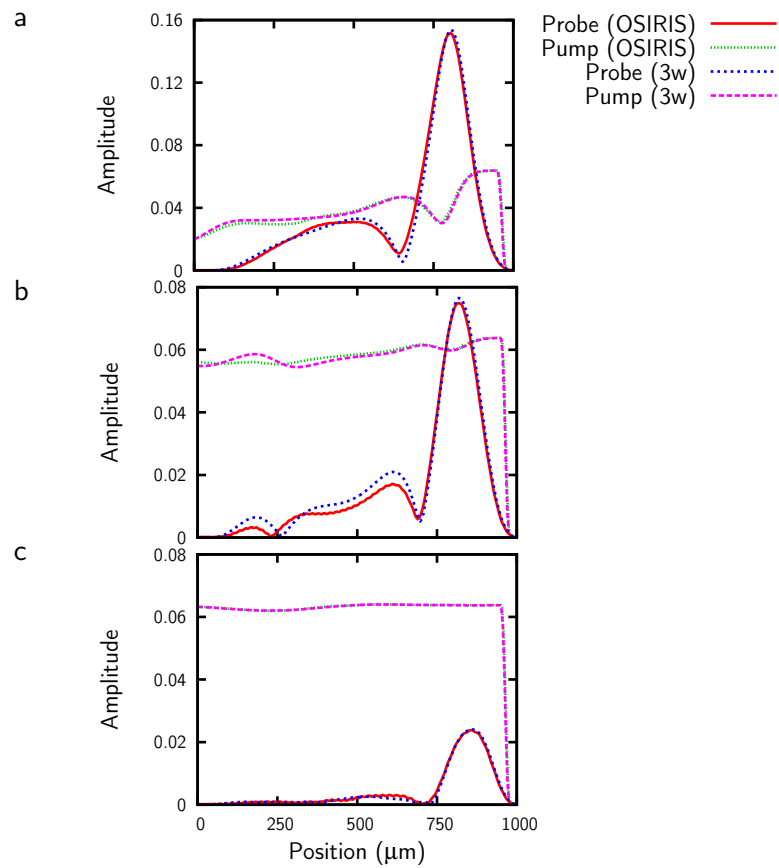 a
Probe (OSIRIS)
Pump (OSIRIS)
Probe (3w)
Pump (3w)
0.16
0.12
0.08
0.04
0
Amplitude
b
0.08
0.06
0.04
0.02
0
Amplitude
c
0.08
0.06
0.04
0.02
0
Amplitude
0 250 500 750 1000
Position (µm)